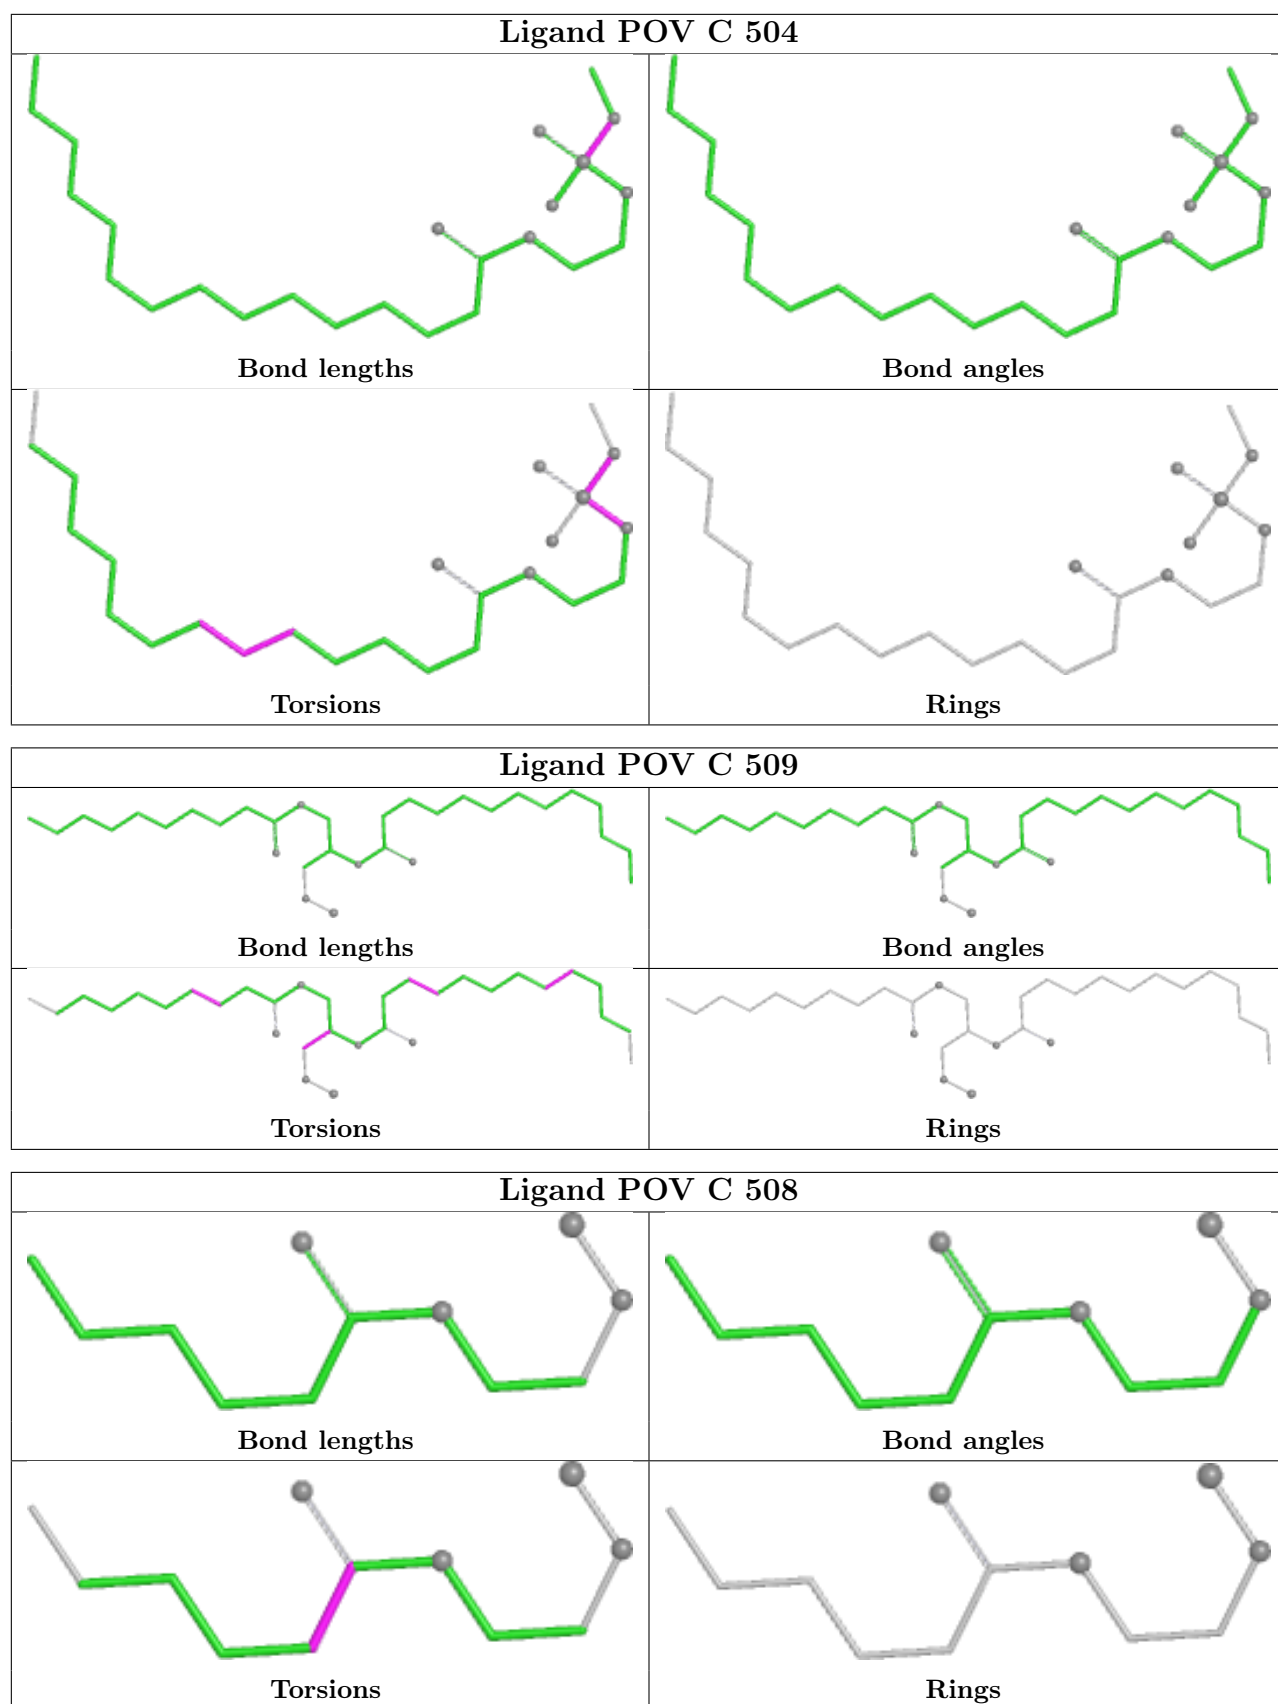 Ligand POV C 504
Bond lengths
Bond angles
Torsions
Rings
Ligand POV C 509
Bond lengths
Bond angles
Torsions
Rings
Ligand POV C 508
Bond lengths
Bond angles
Torsions
Rings